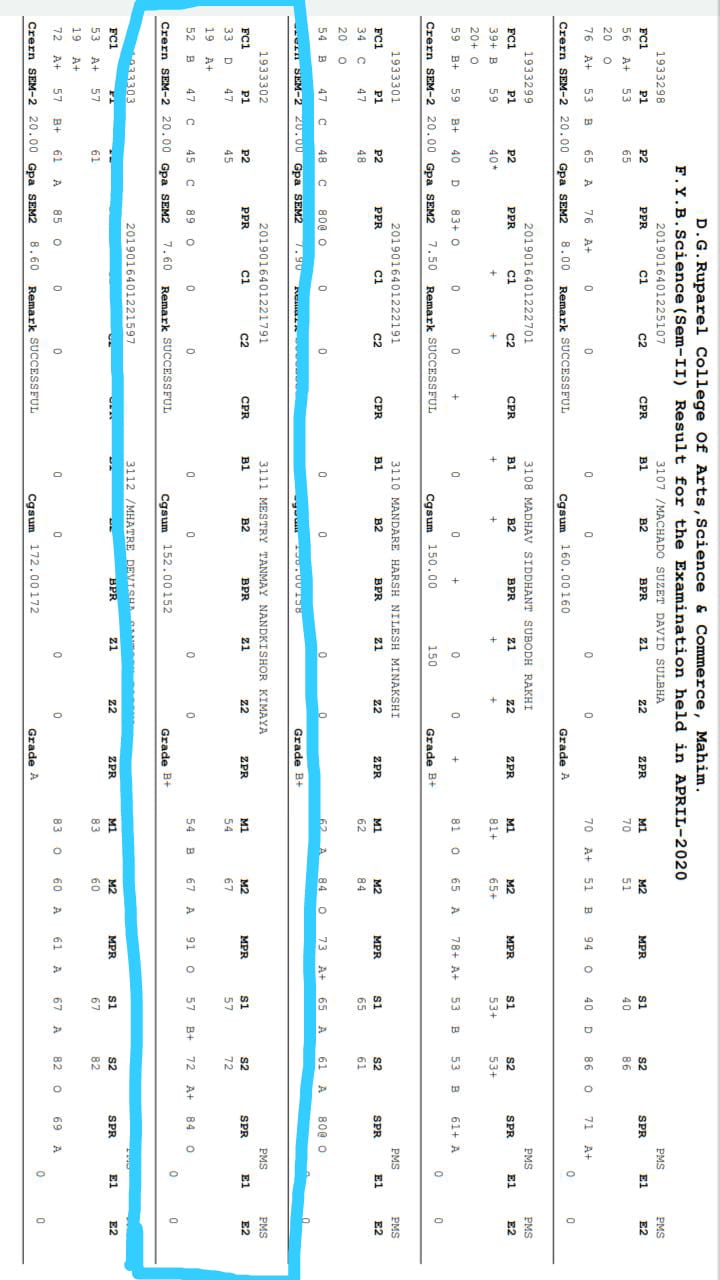 D.G.Ruparel College Of Arts,Science & Commerce, Mahim.
F.Y.B.Science(Sem-II) Result for the Examination held in APRIL-2020
1933298 2019016401225107 3107 /MACHADO SUZET DAVID SULBHA PMS
FC1 P1 P2 PPR C1 C2 CPR B1 B2 BPR Z1 Z2 ZPR M1 M2 MPR S1 S2 SPR E1 E2
56 A+ 53 65 70 51 40 86
20 O
76 A+ 53 B 65 A 76 A+ 0 0 0 0 0 0 70 A+ 51 B 94 O 40 D 86 O 71 A+ 0 0
Crern SEM-2 20.00 Gpa SEM2 8.00 Remark SUCCESSFUL Cgsum 160.00160 Grade A
1933299 2019016401222701 3108 MADHAV SIDDHANT SUBODH RAKHI PMS
FC1 P1 P2 PPR C1 C2 CPR B1 B2 BPR Z1 Z2 ZPR M1 M2 MPR S1 S2 SPR E1 E2
39+ B 59 40* + + + + + + 81+ 65+ 53+ 53+
20+ O
59 B+ 59 B+ 40 D 83+ O 0 0 + 0 0 + 0 0 + 81 O 65 A 78+ A+ 53 B 53 B 61+ A 0 0
Crern SEM-2 20.00 Gpa SEM2 7.50 Remark SUCCESSFUL Cgsum 150.00 150 Grade B+
1933301 2019016401222191 3110 MANDARE HARSH NILESH MINAKSHI PMS PMS
FC1 P1 P2 PPR C1 C2 CPR B1 B2 BPR Z1 Z2 ZPR M1 M2 MPR S1 S2 SPR E1 E2
34 C 47 48 62 84 65 61
20 O
54 B 47 C 48 C 80@ O 0 0 0 0 0 0 62 A 84 O 73 A+ 65 A 61 A 80@ O 0
SEM-2 20.00 Gpa SEM2 7.90 Grade B+
1933302 2019016401221791 3111 MESTRY TANMAY NANDKISHOR KIMAYA PMS PMS
FC1 P1 P2 PPR C1 C2 CPR B1 B2 BPR Z1 Z2 ZPR M1 M2 MPR S1 S2 SPR E1 E2
33 D 47 45 54 67 57 72
19 A+
52 B 47 C 45 C 89 O 0 0 0 0 0 0 54 B 67 A 91 O 57 B+ 72 A+ 84 O 0 0
Crern SEM-2 20.00 Gpa SEM2 7.60 Remark SUCCESSFUL Cgsum 152.00152 Grade B+
1933303 2019016401221597 3112 /MHATRE DEVISHA
FC1 BPR Z1 Z2 ZPR M1 M2 MPR S1 S2 SPR E1 E2
53 A+ 57 61 83 60 67 82
19 A+
72 A+ 57 B+ 61 A 85 O 0 0 0 0 0 0 83 O 60 A 61 A 67 A 82 O 69 A 0 0
Crern SEM-2 20.00 Gpa SEM2 8.60 Remark SUCCESSFUL Cgsum 172.00172 Grade A